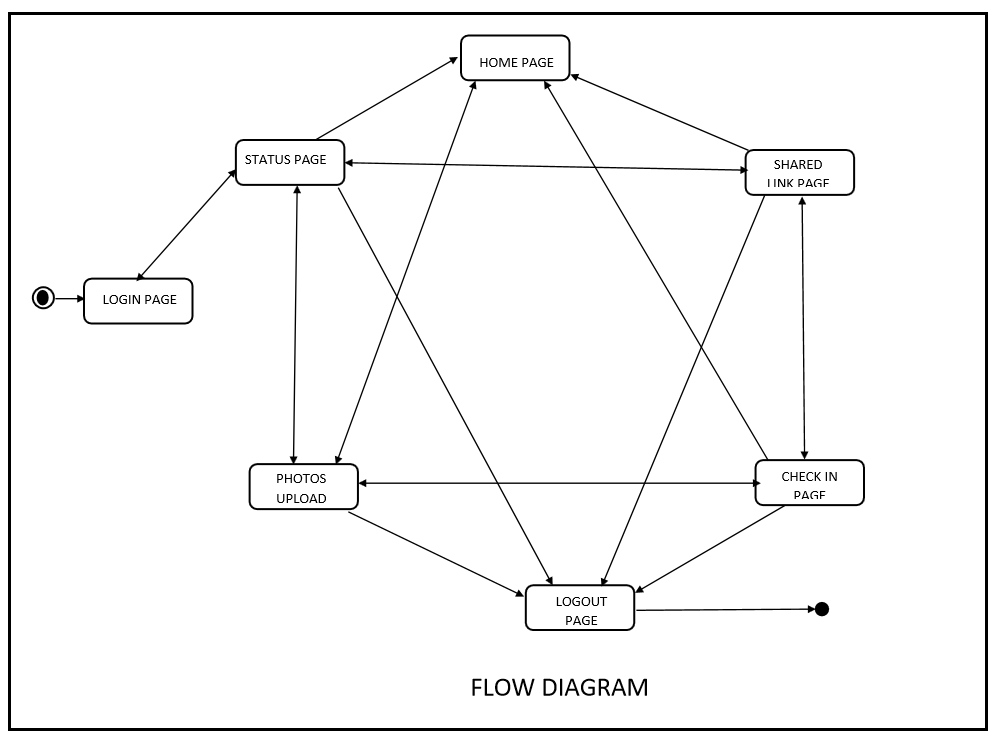 HOME PAGE
STATUS PAGE
SHARED
LINK PAGE
LOGIN PAGE
PHOTOS
UPLOAD
CHECK IN
PAGE
LOGOUT
PAGE
FLOW DIAGRAM